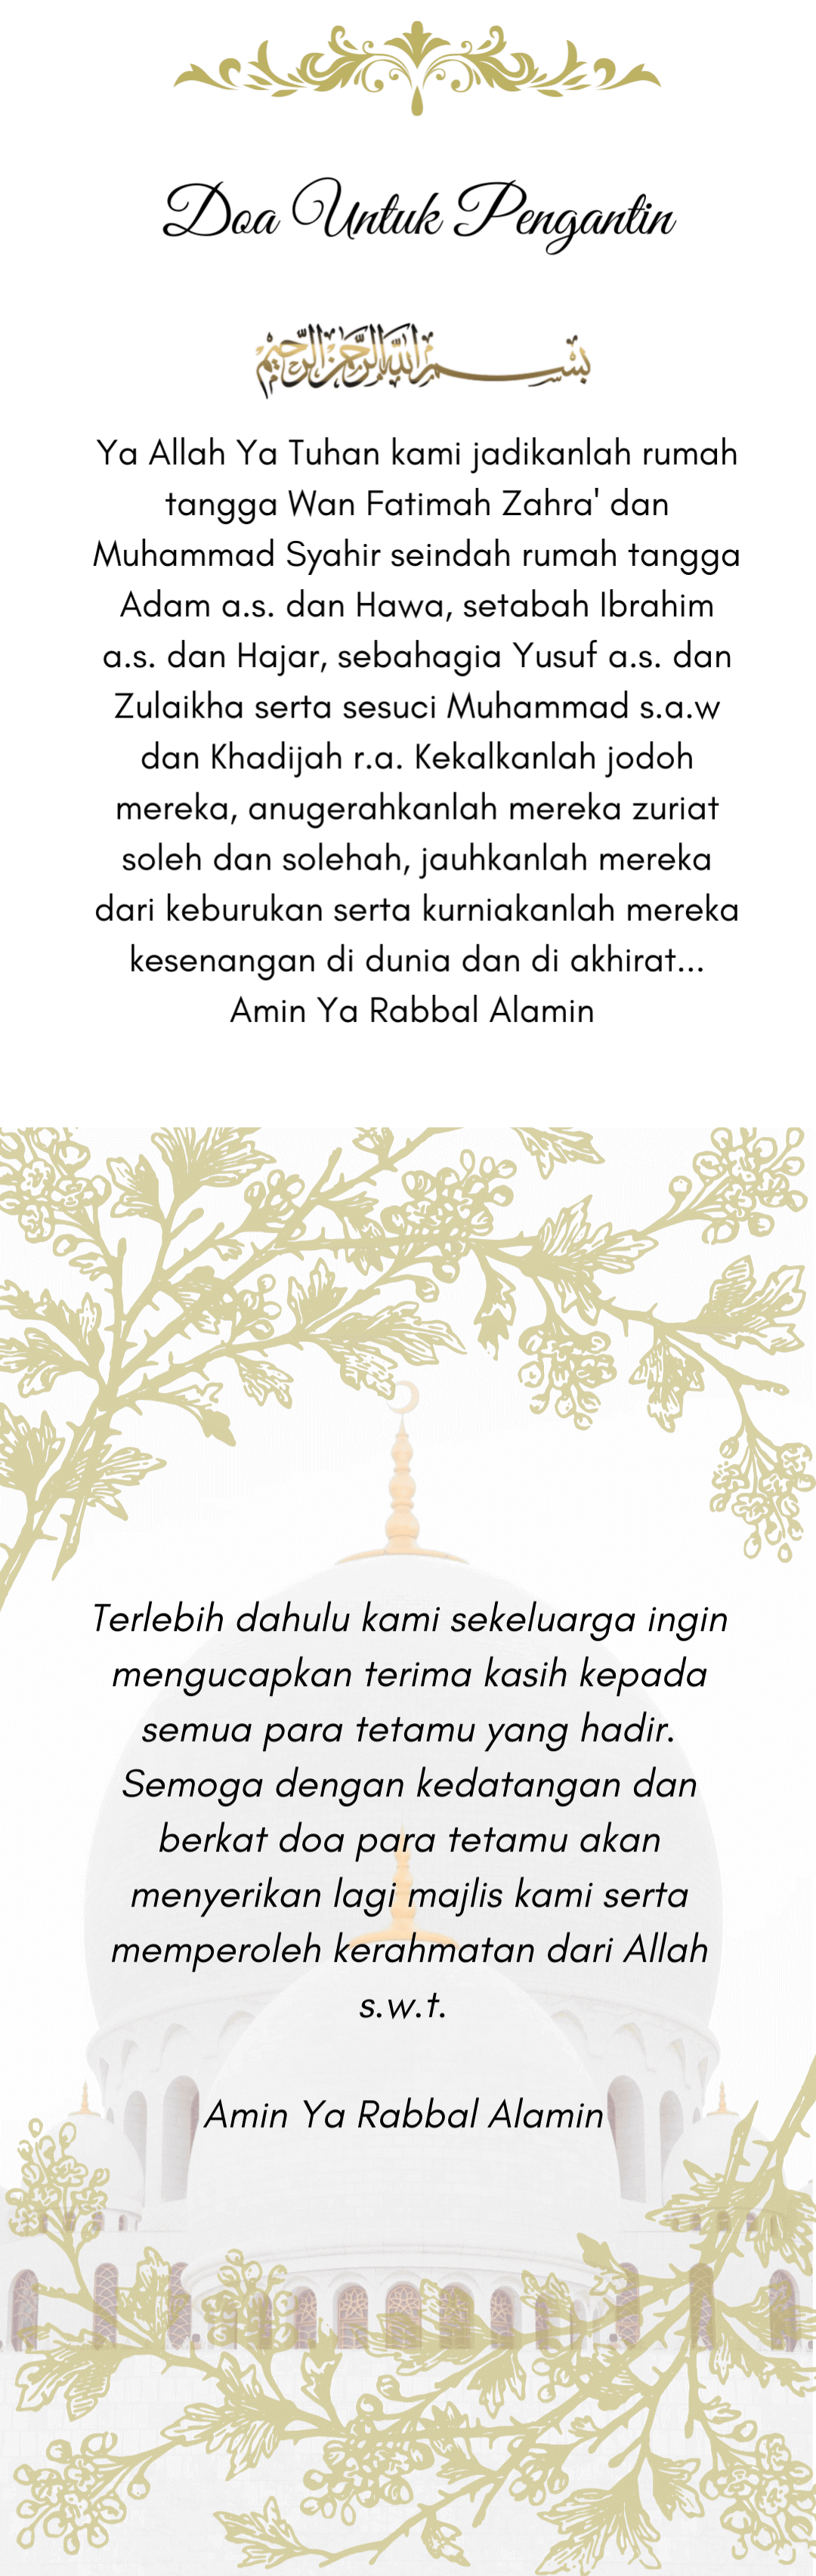 Doa Untuk Pengantin
بسم الله الرحمن الرحيم
Ya Allah Ya Tuhan kami jadikanlah rumah
tangga Wan Fatimah Zahra' dan
Muhammad Syahir seindah rumah tangga
Adam a.s. dan Hawa, setabah Ibrahim
a.s. dan Hajar, sebahagia Yusuf a.s. dan
Zulaikha serta sesuci Muhammad s.a.w
dan Khadijah r.a. Kekalkanlah jodoh
mereka, anugerahkanlah mereka zuriat
soleh dan solehah, jauhkanlah mereka
dari keburukan serta kurniakanlah mereka
kesenangan di dunia dan di akhirat...
Amin Ya Rabbal Alamin
Terlebih dahulu kami sekeluarga ingin
mengucapkan terima kasih kepada
semua para tetamu yang hadir.
Semoga dengan kedatangan dan
berkat doa para tetamu akan
menyerikan lagi majlis kami serta
memperoleh kerahmatan dari Allah
s.w.t.
Amin Ya Rabbal Alamin